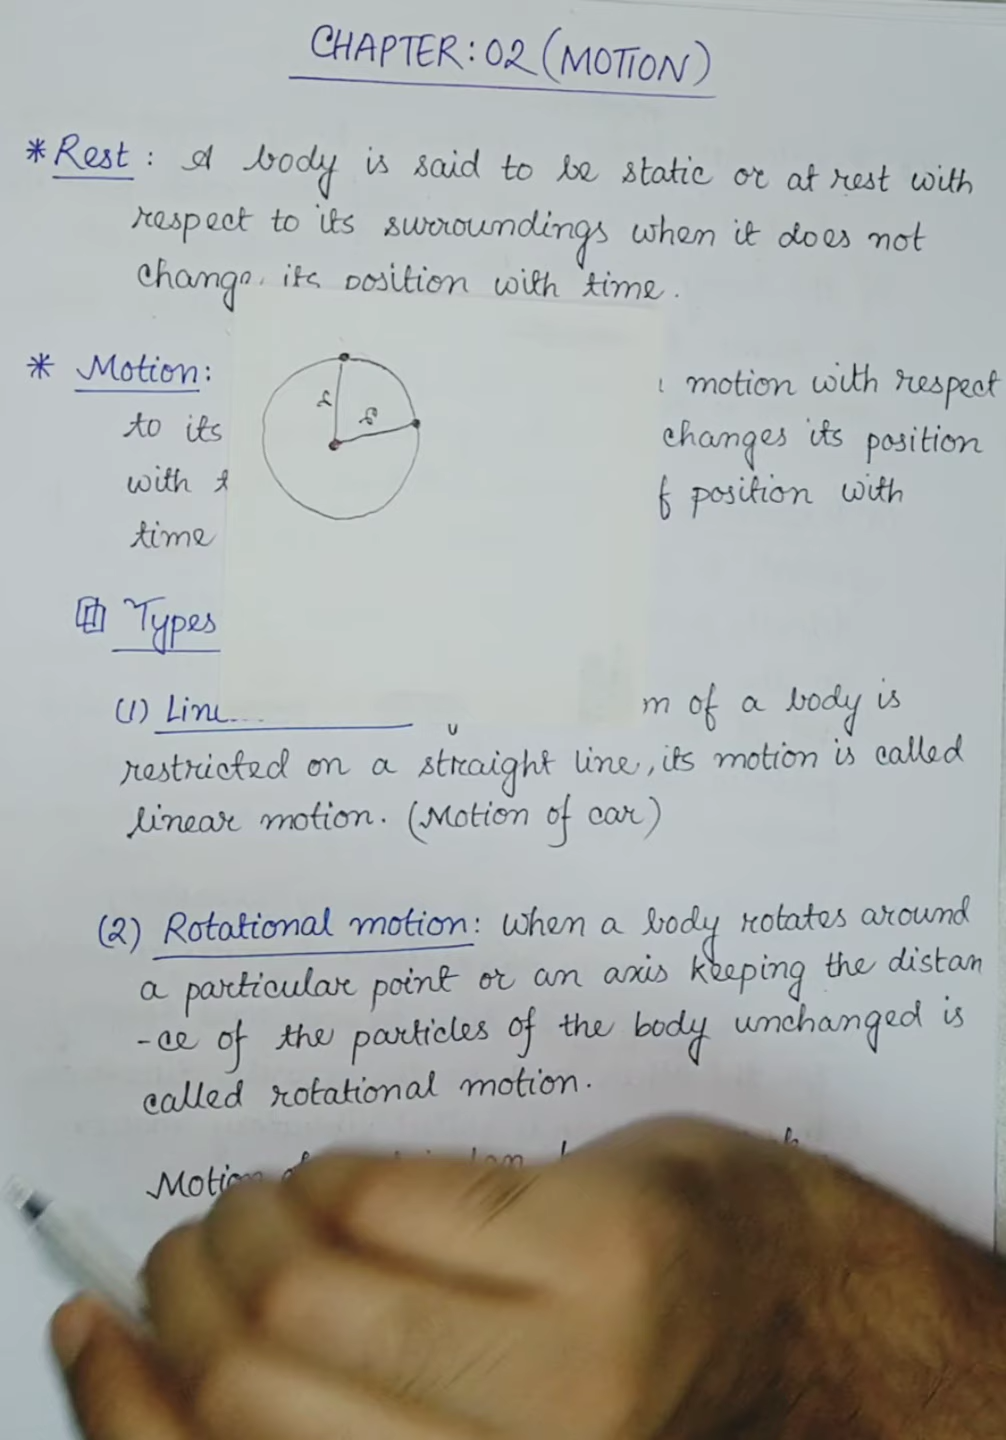 CHAPTER: 02 (MOTION)
* Rest: A body is said to be static or at rest with
respect to its surroundings when it does not
change its position with time.
* Motion: motion with respect
to its changes its position
with position with
time
r
r
Types
(1) m of a body is
restricted on a straight line, its motion is called
linear motion. (Motion of car)
(2) Rotational motion: when a body rotates around
a particular point or an axis keeping the distan
-ce of the particles of the body unchanged is
called rotational motion.
Motion